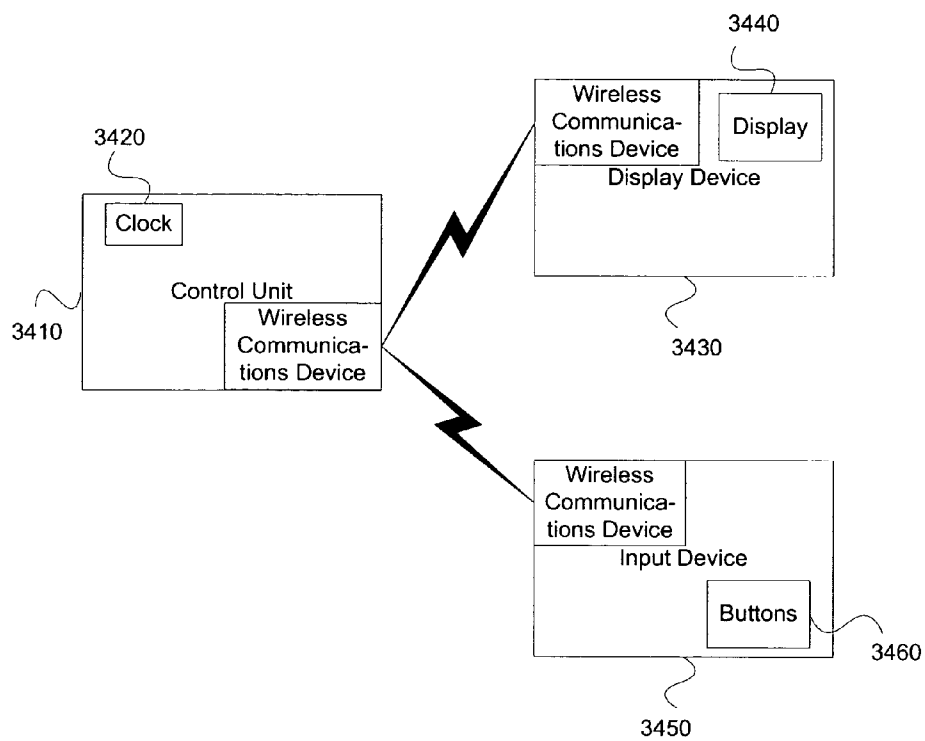 3440
Wireless
Communica-
tions Device
Display
Display Device
3420
Clock
Control Unit
3410
Wireless
Communica-
tions Device
3430
Wireless
Communica-
tions Device
Input Device
Buttons
3460
3450